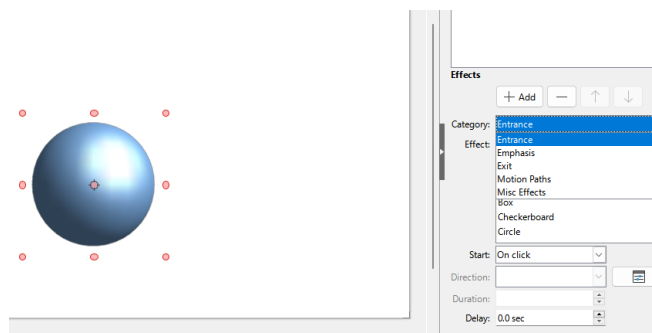 Effects
Add
Category: Entrance
Entrance
Effect:
Emphasis
Exit
Motion Paths
Misc Effects
Box
Checkerboard
Circle
Start: On click
Direction:
Duration:
Delay: 0.0 sec